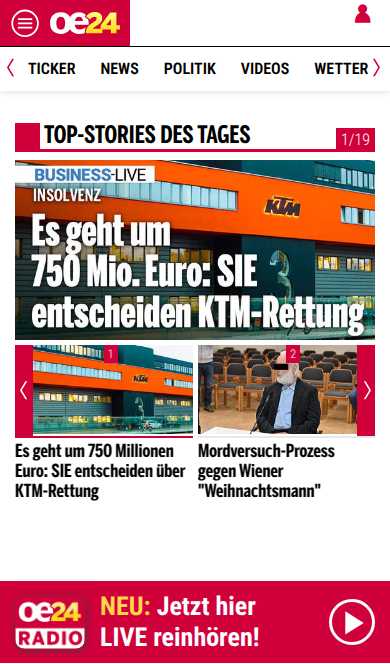 oe24
TICKER NEWS POLITIK VIDEOS WETTER
TOP-STORIES DES TAGES
1/19
BUSINESS-LIVE
INSOLVENZ
KTM
Es geht um
750 Mio. Euro: SIE
entscheiden KTM-Rettung
3
1
KTM
2
Es geht um 750 Millionen
Euro: SIE entscheiden über
KTM-Rettung
Mordversuch-Prozess
gegen Wiener
"Weihnachtsmann"
oe24
RADIO
NEU: Jetzt hier
LIVE reinhören!